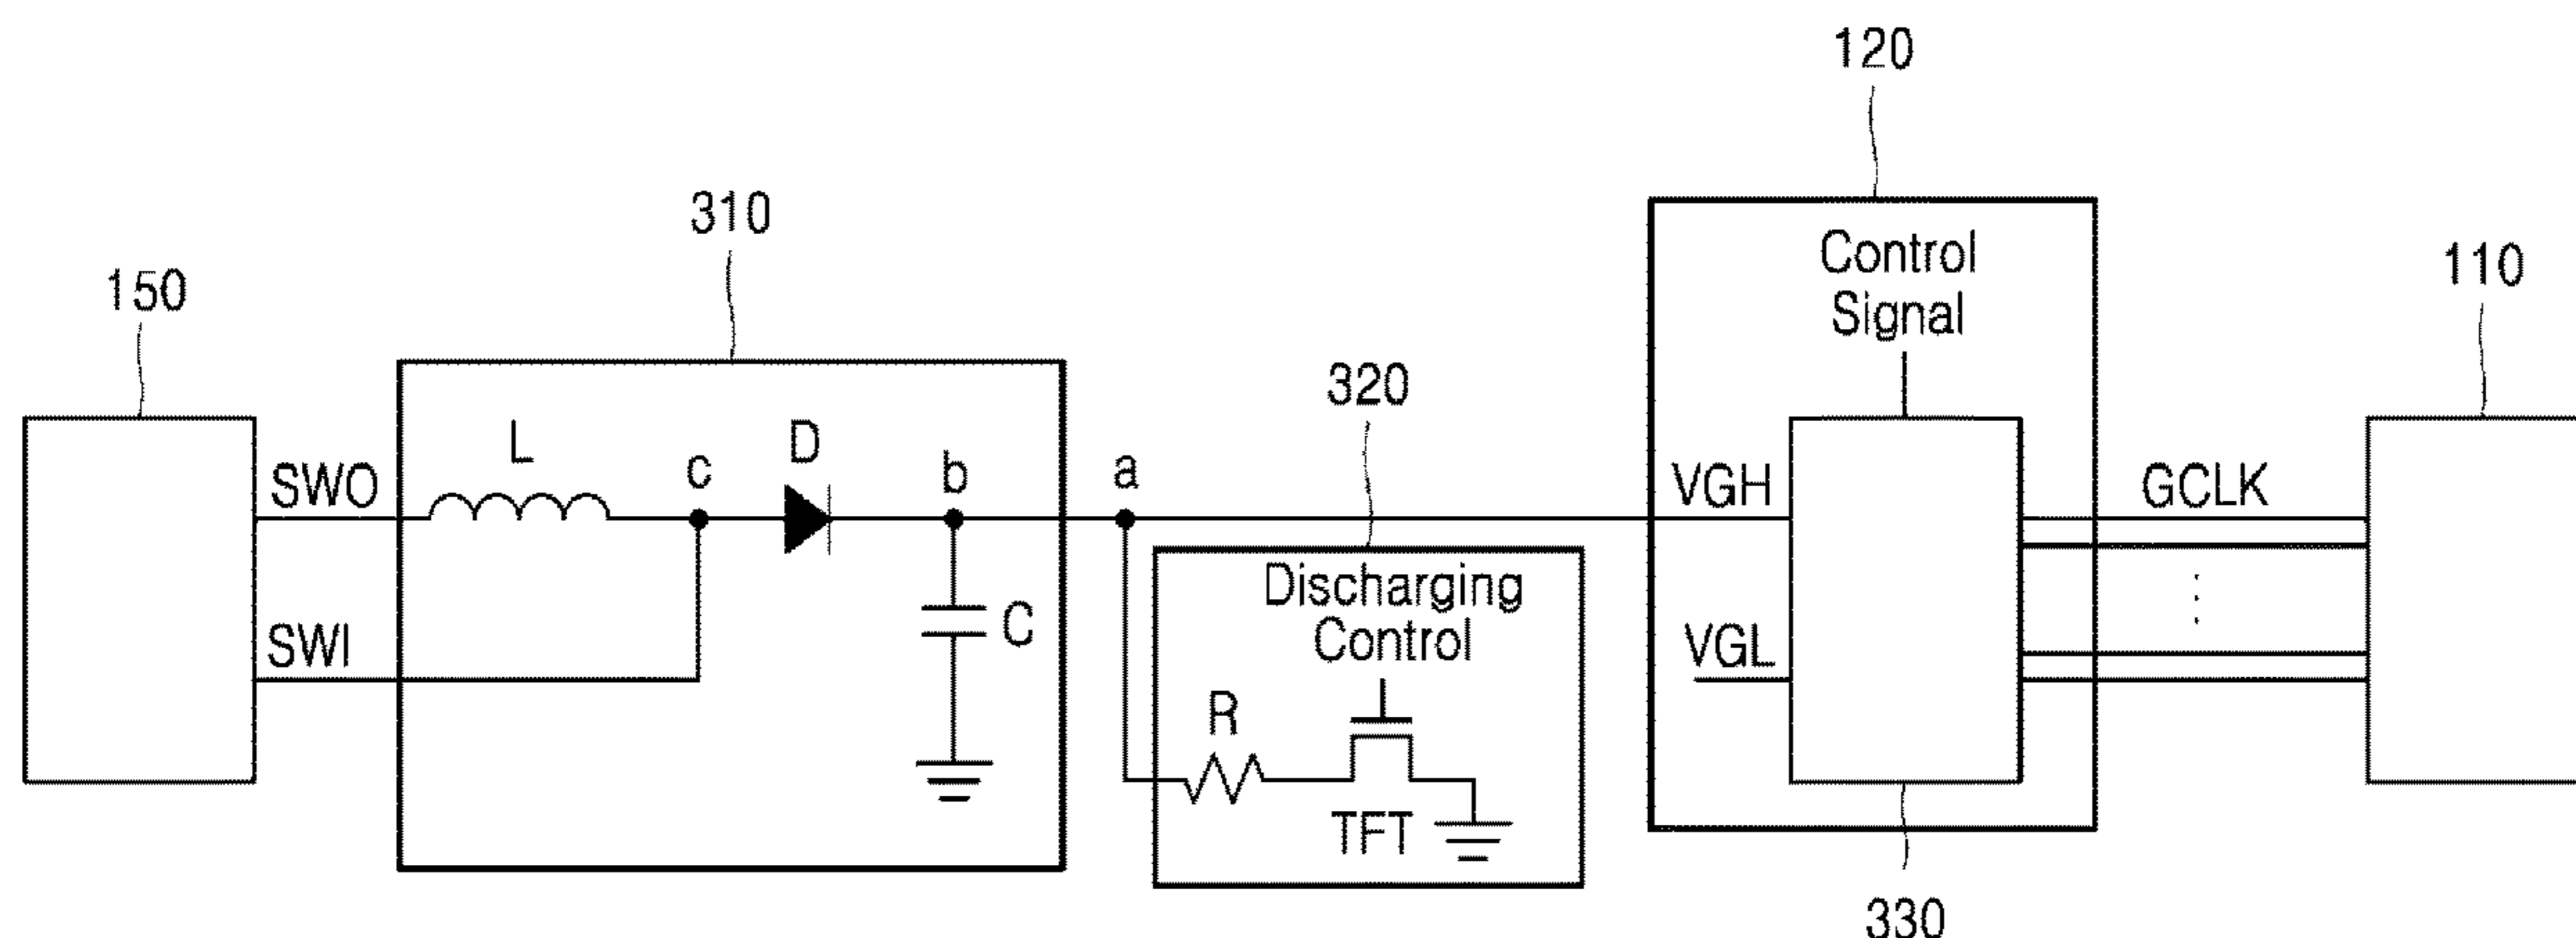 120
310
Control
Signal
110
150
320
L
c
D
b
a
SWO
VGH
GCLK
Discharging
Control
C
SWI
VGL
R
TFT
330